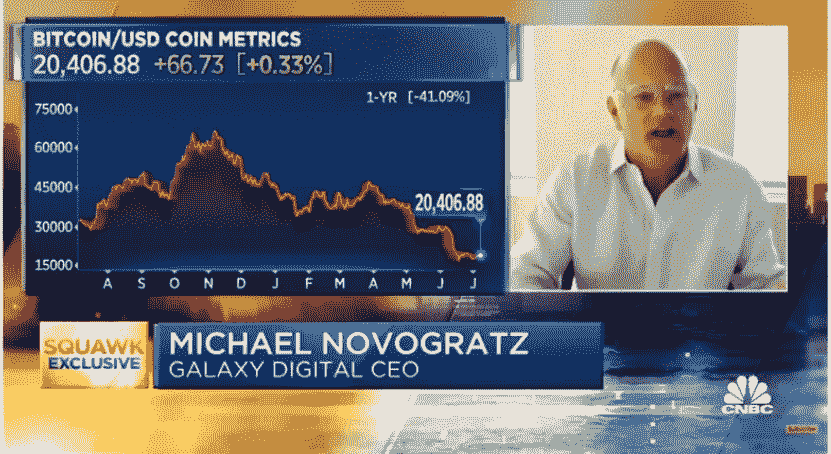 BITCOIN/USD COIN METRICS
20,406.88 +66.73 [+0.33%]
1-YR [-41.09%]
75000
60000
45000
30000
15000
20,406.88
A S O N D J F M A M J J
SQUAWK
EXCLUSIVE
MICHAEL NOVOGRATZ
GALAXY DIGITAL CEO
CNBC